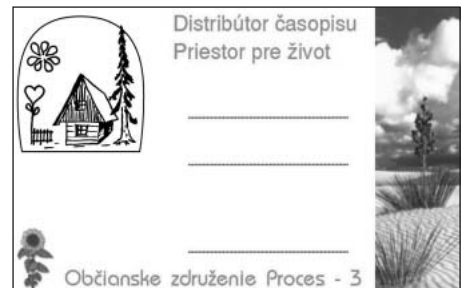 Distribútor časopisu
Priestor pre život
Občianske združenie Proces - 3